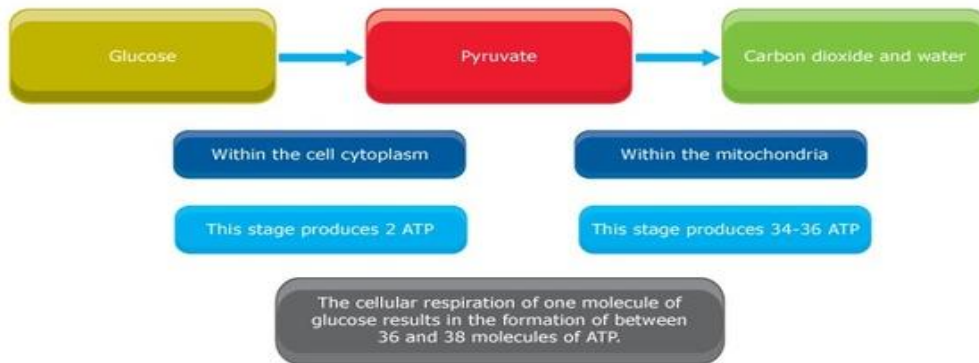 Glucose
Pyruvate
Carbon dioxide and water
Within the cell cytoplasm
Within the mitochondria
This stage produces 2 ATP
This stage produces 34-36 ATP
The cellular respiration of one molecule of
glucose results in the formation of between
36 and 38 molecules of ATP.